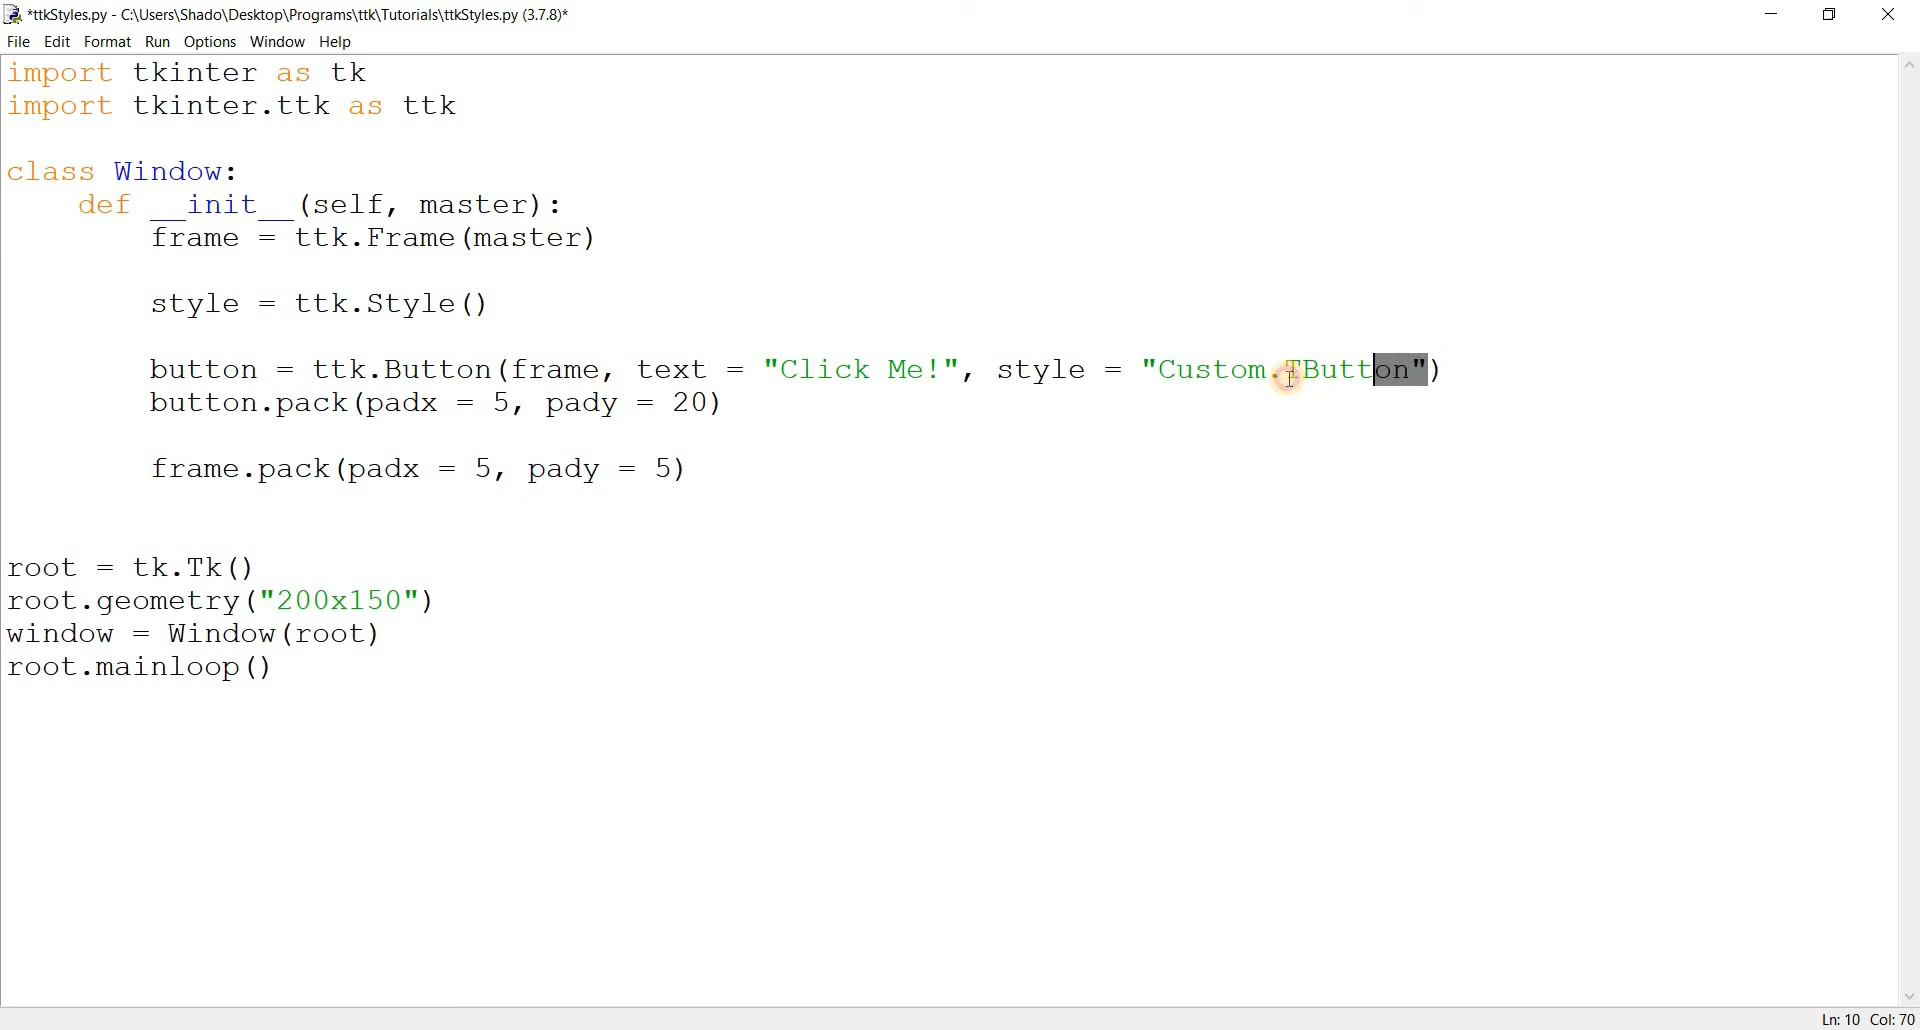 *ttkStyles.py - C:\Users\Shado\Desktop\Programs\ttk\Tutorials\ttkStyles.py (3.7.8)*
File Edit Format Run Options Window Help
import tkinter as tk
import tkinter.ttk as ttk
class Window:
    def __init__(self, master):
        frame = ttk.Frame(master)
        style = ttk.Style()
        button = ttk.Button(frame, text = "Click Me!", style = "Custom.TButton")
        button.pack(padx = 5, pady = 20)
        frame.pack(padx = 5, pady = 5)
root = tk.Tk()
root.geometry("200x150")
window = Window(root)
root.mainloop()
Ln: 10 Col: 70